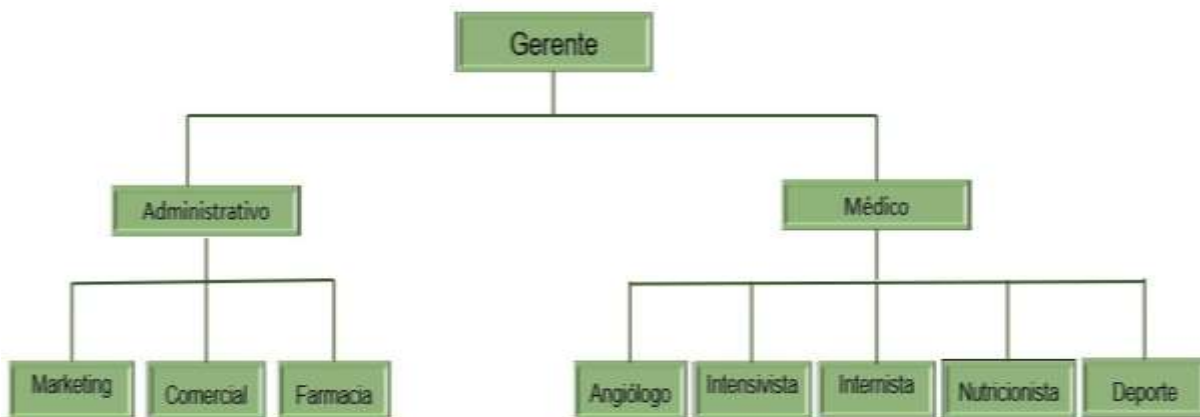 Gerente
Administrativo
Médico
Marketing
Comercial
Farmacia
Angiólogo
Intensivista
Internista
Nutricionista
Deporte